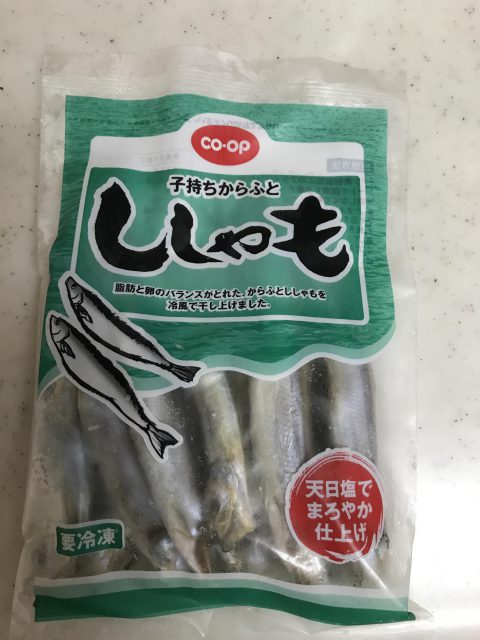 CO・OP
子持ちからふと
ししゃも
脂肪と卵のバランスがとれた、からふとししゃもを
冷風で干し上げました。
天日塩で
まろやか
仕上げ
要冷凍